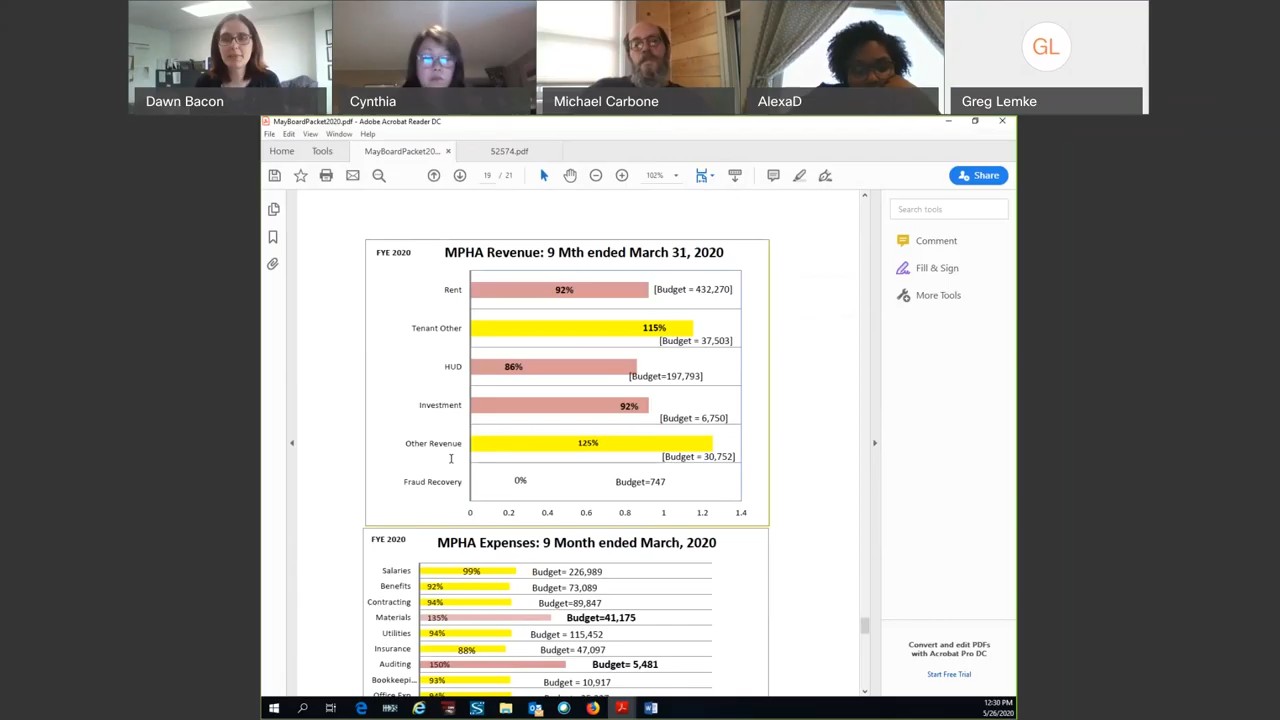 Dawn Bacon
Cynthia
Michael Carbone
AlexaD
GL
Greg Lemke
MayBoardPacket2020.pdf - Adobe Acrobat Reader DC
File Edit View Window Help
Home Tools MayBoardPacket20... × 52574.pdf
19 / 21 102% Share
Search tools
Comment
Fill & Sign
More Tools
FYE 2020 MPHA Revenue: 9 Mth ended March 31, 2020
Rent 92% [Budget = 432,270]
Tenant Other 115%
[Budget = 37,503]
HUD 86%
[Budget=197,793]
Investment 92%
[Budget = 6,750]
Other Revenue 125%
[Budget = 30,752]
Fraud Recovery 0% Budget=747
0 0.2 0.4 0.6 0.8 1 1.2 1.4
FYE 2020 MPHA Expenses: 9 Month ended March, 2020
Salaries 99% Budget= 226,989
Benefits 92% Budget= 73,089
Contracting 94% Budget=89,847
Materials 135% Budget=41,175
Utilities 94% Budget = 115,452
Insurance 88% Budget= 47,097
Auditing 150% Budget= 5,481
Bookkeepi... 93% Budget = 10,917
Convert and edit PDFs
with Acrobat Pro DC
Start Free Trial
12:30 PM
5/26/2020